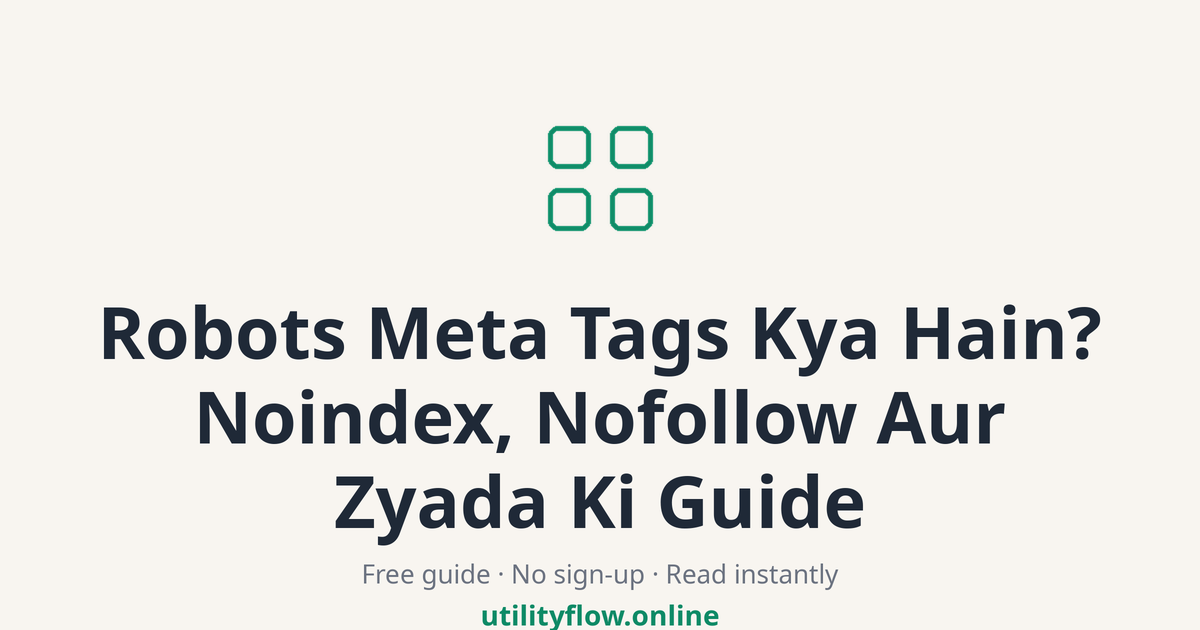 Robots Meta Tags Kya Hain?
Noindex, Nofollow Aur
Zyada Ki Guide
Free guide · No sign-up · Read instantly
utilityflow.online